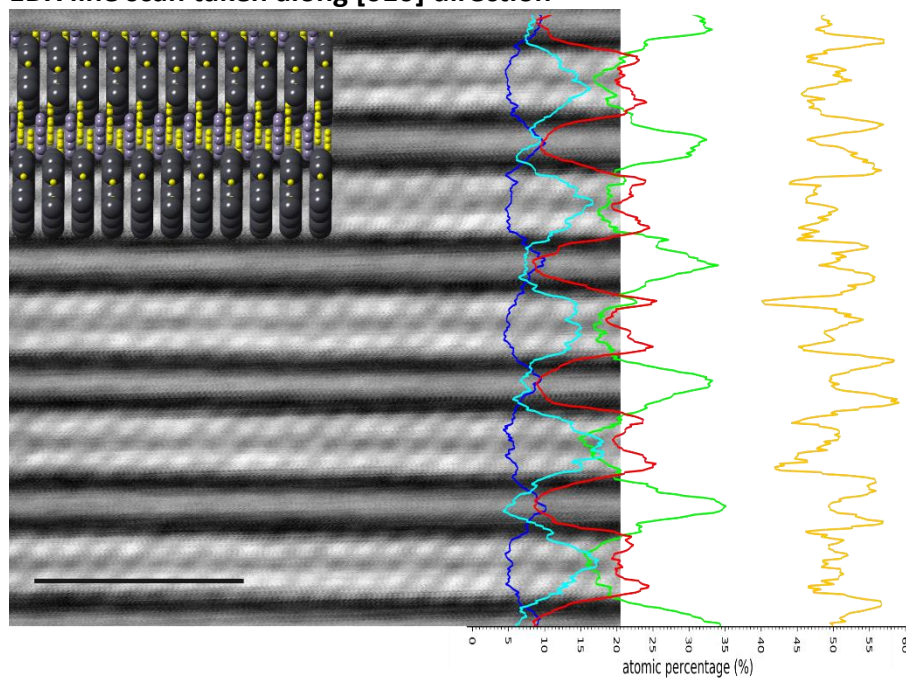 EDX line scan taken along [010] direction
0 5 10 15 20 25 30 35 40 45 50 55 60
atomic percentage (%)